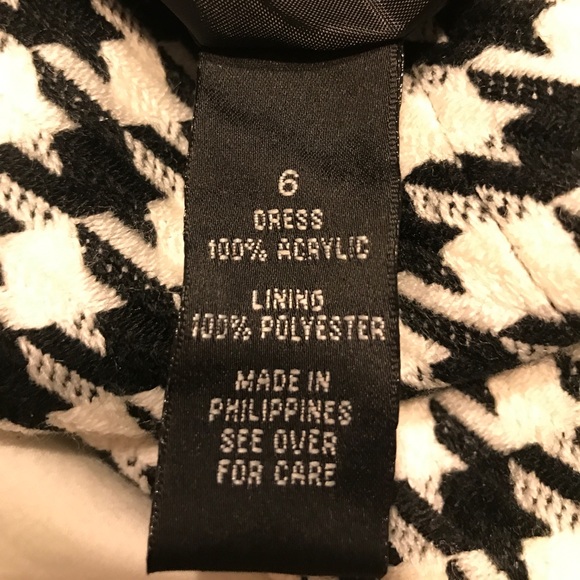 6
DRESS
100% ACRYLIC
LINING
100% POLYESTER
MADE IN
PHILIPPINES
SEE OVER
FOR CARE